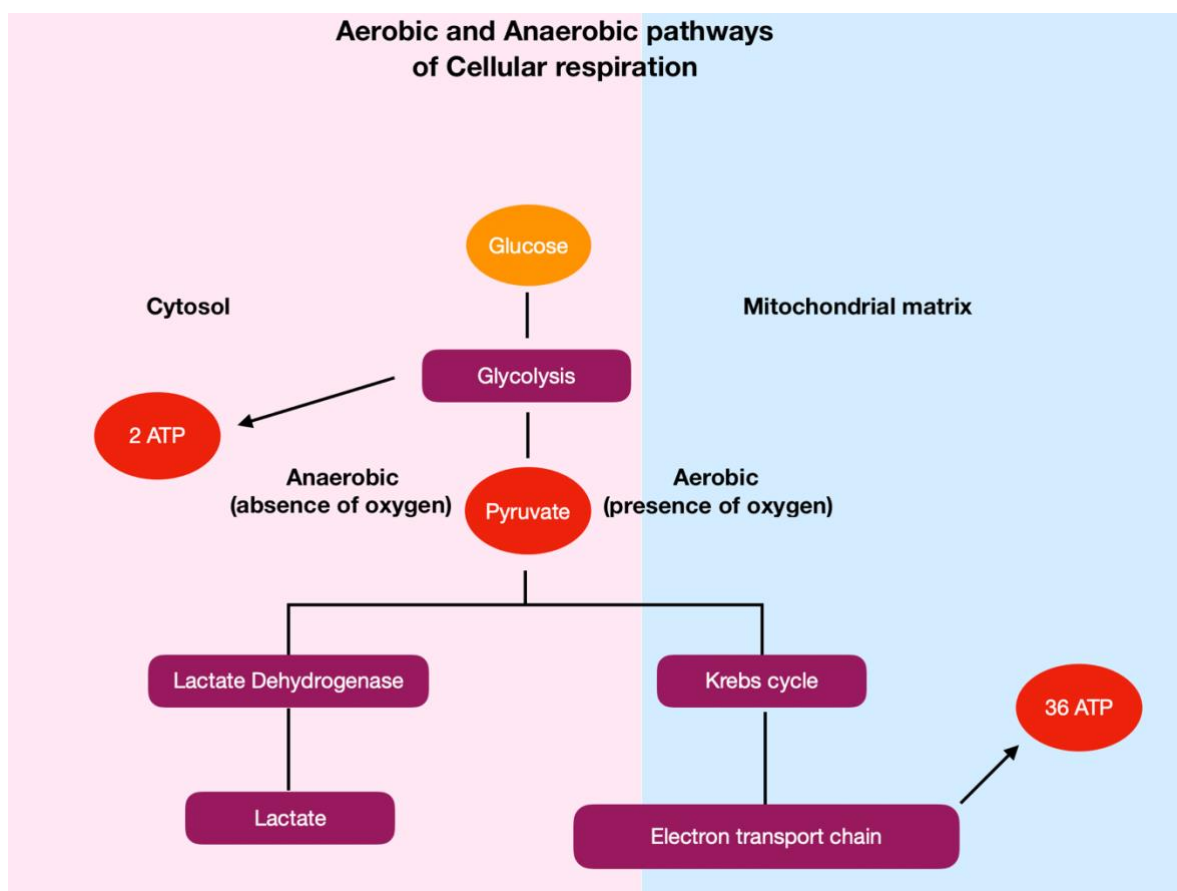 Aerobic and Anaerobic pathways
of Cellular respiration
Glucose
Cytosol
Mitochondrial matrix
Glycolysis
2 ATP
Anaerobic
(absence of oxygen)
Pyruvate
Aerobic
(presence of oxygen)
Lactate Dehydrogenase
Krebs cycle
36 ATP
Lactate
Electron transport chain